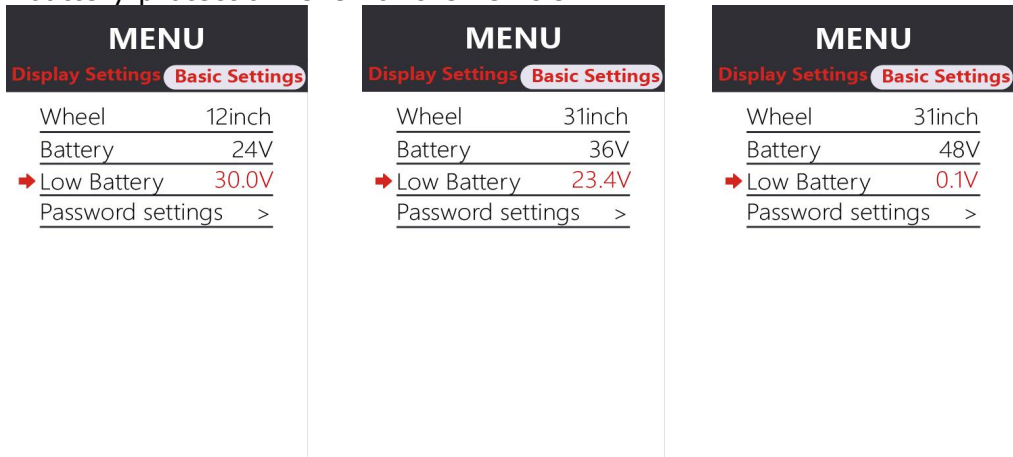 MENU
Display Settings Basic Settings
Wheel 12inch
Battery 24V
Low Battery 30.0V
Password settings >
MENU
Display Settings Basic Settings
Wheel 31inch
Battery 36V
Low Battery 23.4V
Password settings >
MENU
Display Settings Basic Settings
Wheel 31inch
Battery 48V
Low Battery 0.1V
Password settings >